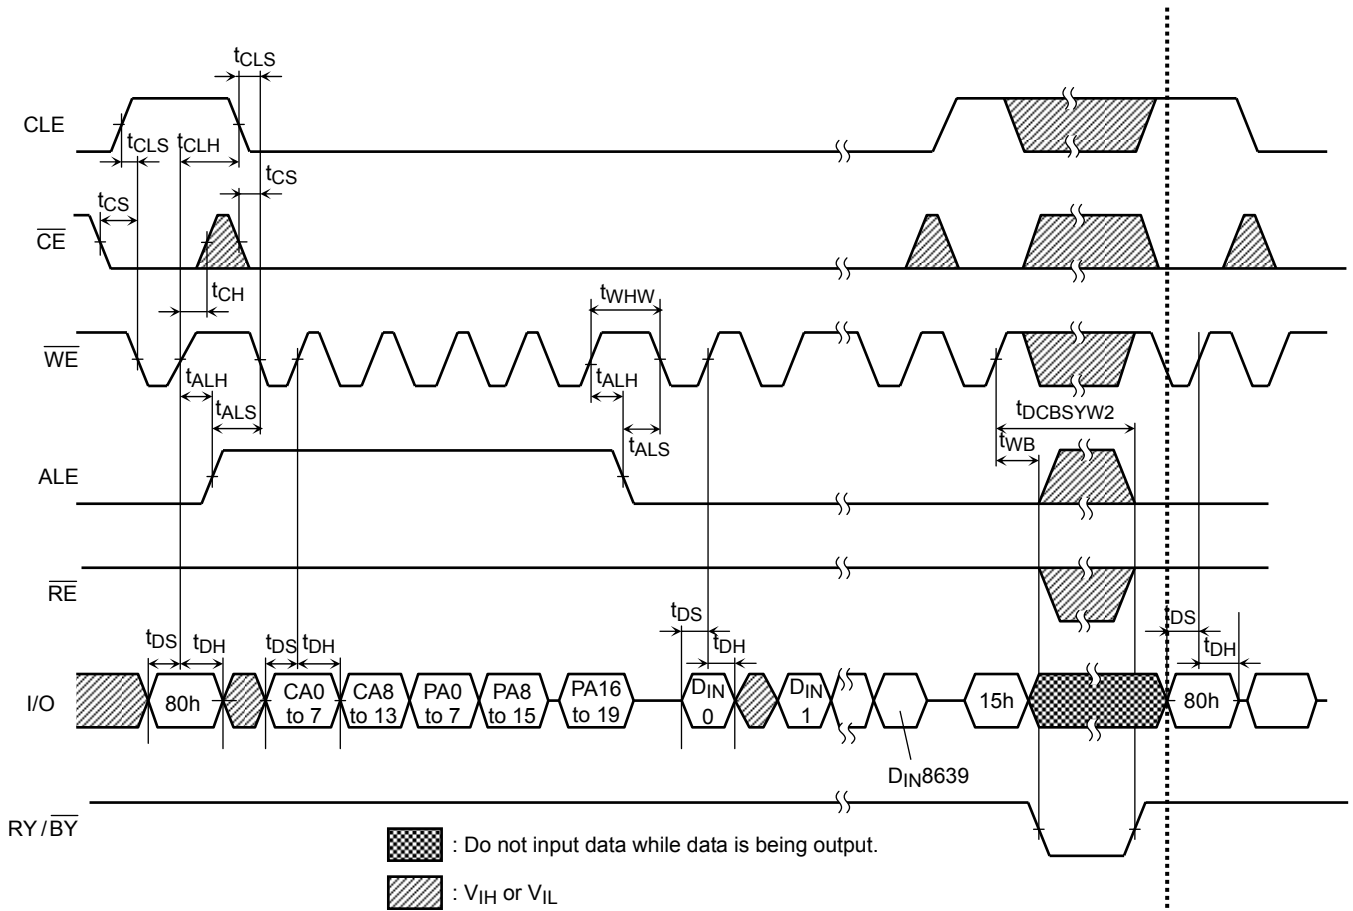 tCLS
CLE
tCLS
tCLH
tCS
tCS
CE
tCH
tWHW
WE
tALH
tALH
tALS
tALS
tDCBSYW2
tWB
ALE
RE
tDS
tDH
tDS
tDH
tDS
tDH
tDS
tDH
I/O
80h
CA0
to 7
CA8
to 13
PA0
to 7
PA8
to 15
PA16
to 19
DIN
0
DIN
1
15h
80h
DIN8639
RY/BY
: Do not input data while data is being output.
: VIH or VIL